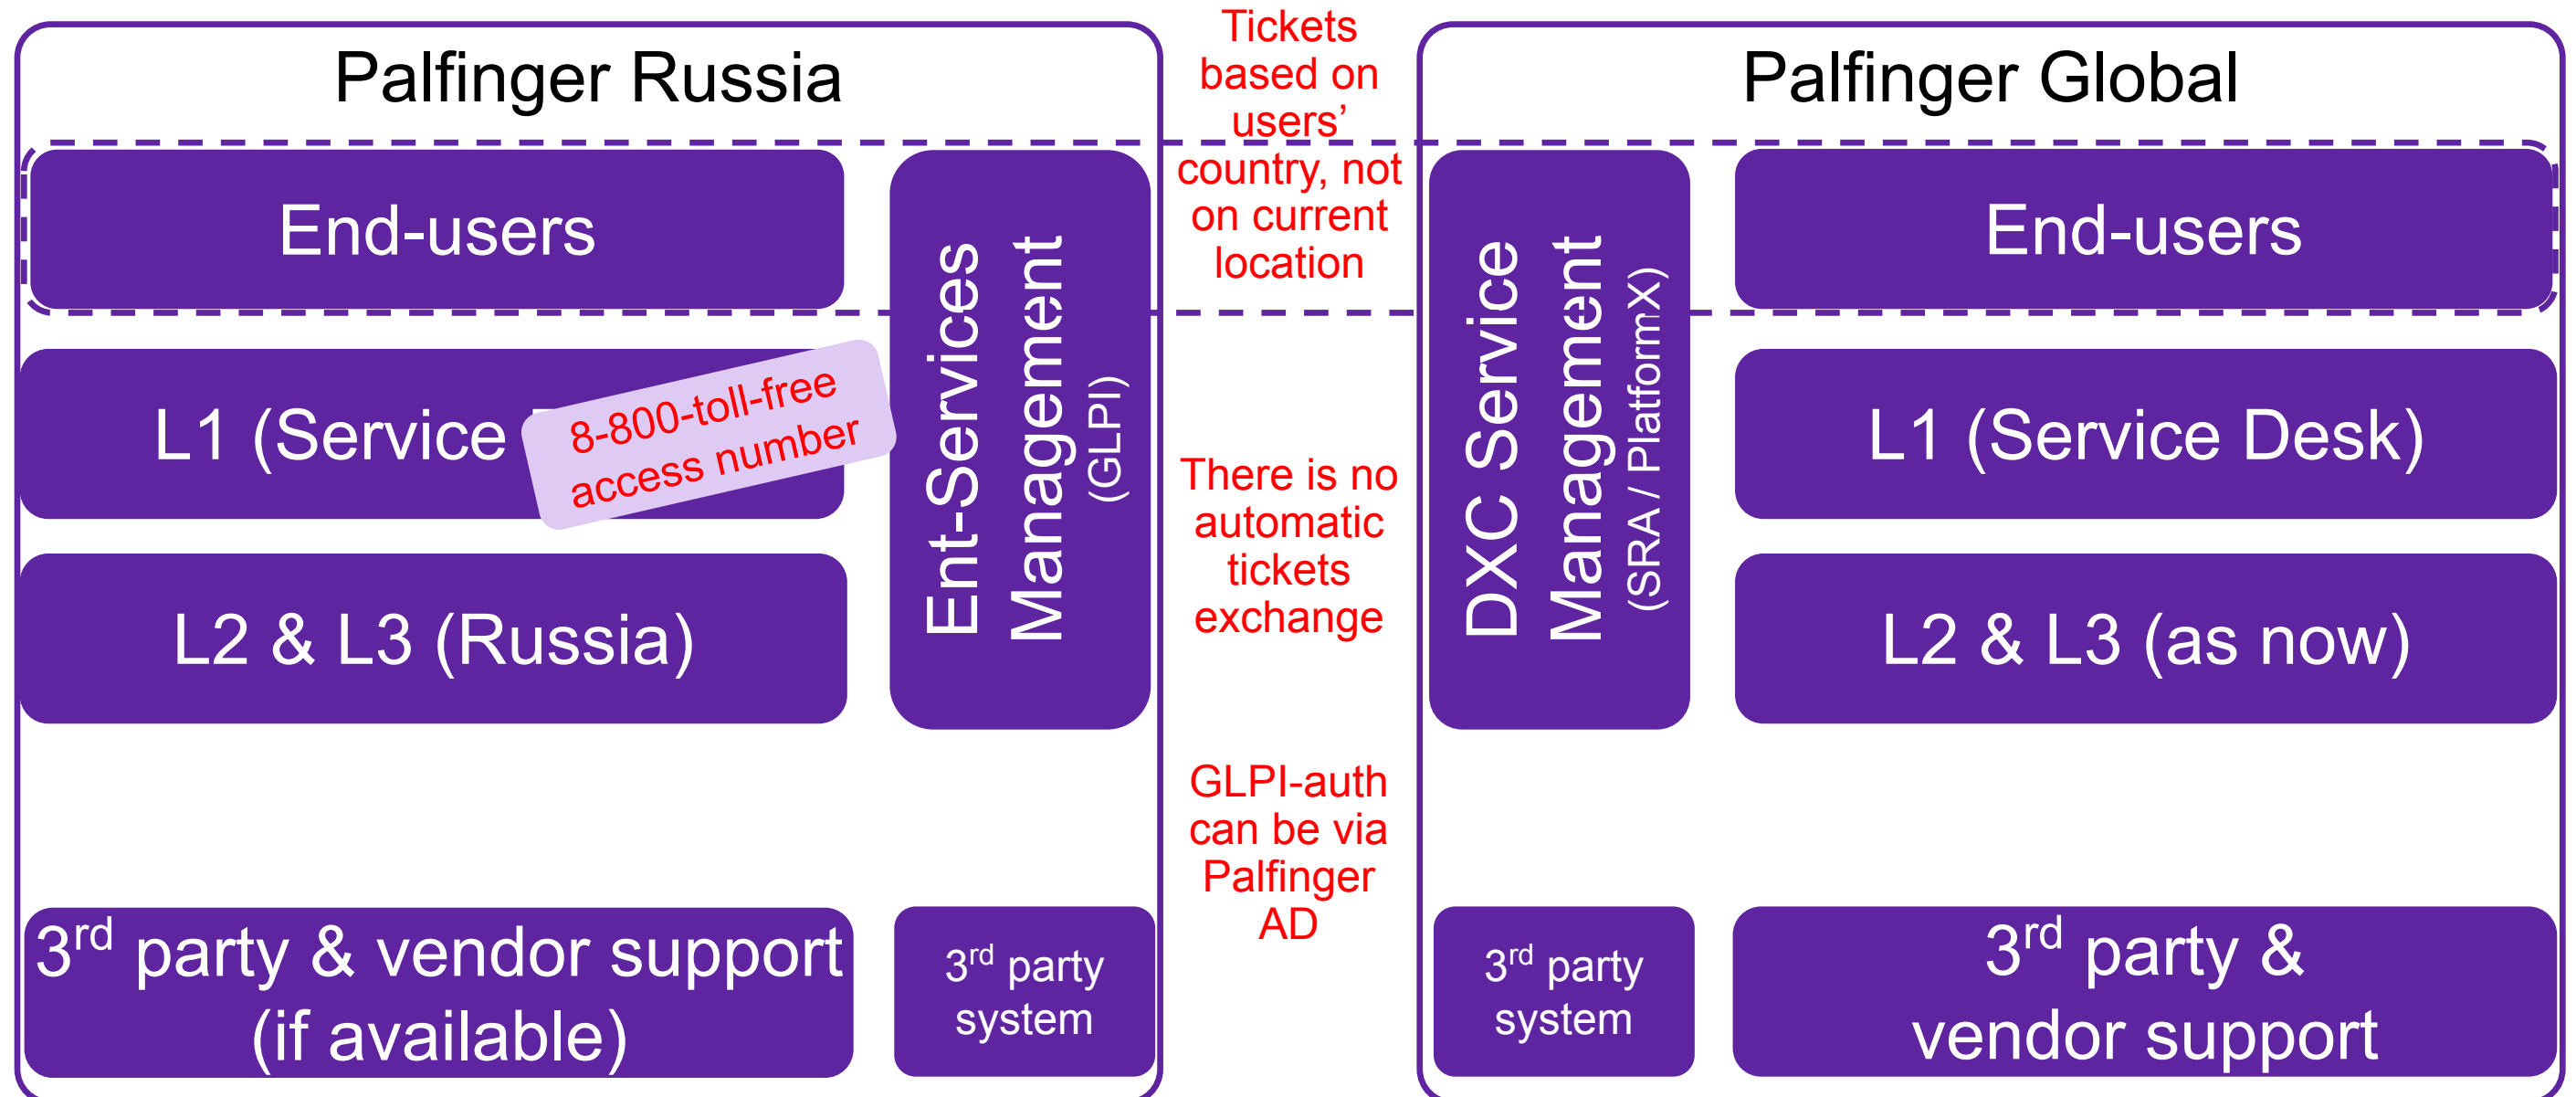 Palfinger Russia
End-users
L1 (Service
8-800-toll-free
access number
L2 & L3 (Russia)
3rd party & vendor support
(if available)
Ent-Services
Management
(GLPI)
3rd party
system
Tickets
based on
users’
country, not
on current
location
There is no
automatic
tickets
exchange
GLPI-auth
can be via
Palfinger
AD
Palfinger Global
DXC Service
Management
(SRA / PlatformX)
3rd party
system
End-users
L1 (Service Desk)
L2 & L3 (as now)
3rd party &
vendor support